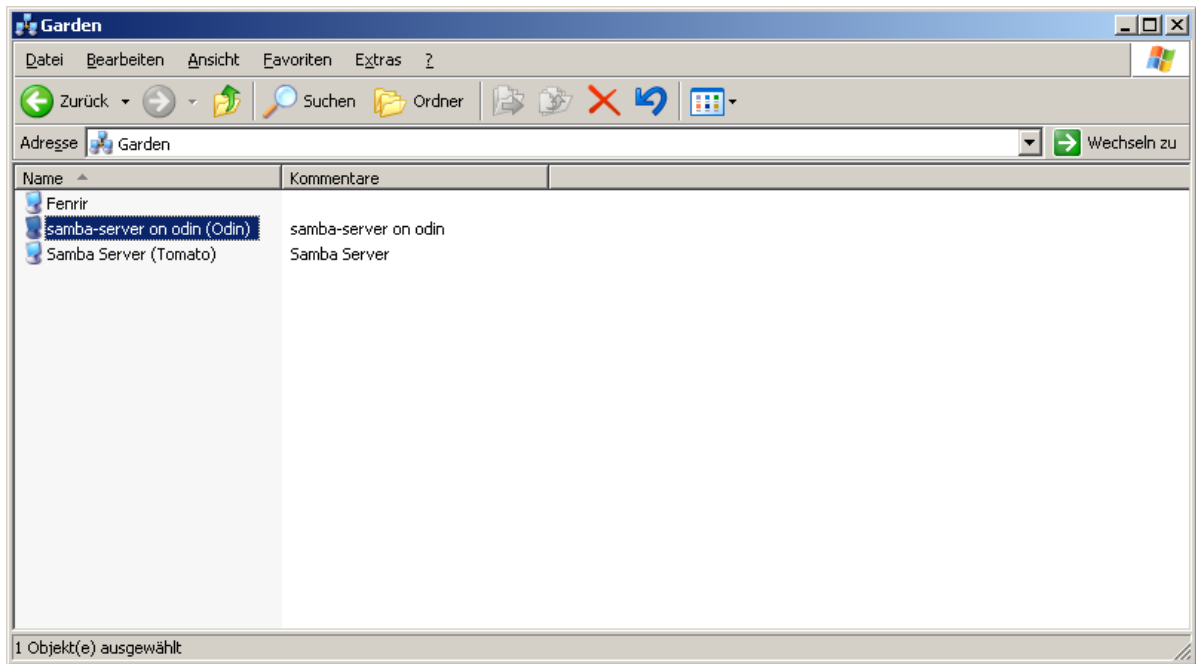 Garden
Datei Bearbeiten Ansicht Favoriten Extras ?
Zurück Suchen Ordner
Adresse Garden Wechseln zu
Name Kommentare
Fenrir
samba-server on odin (Odin) samba-server on odin
Samba Server (Tomato) Samba Server
1 Objekt(e) ausgewählt